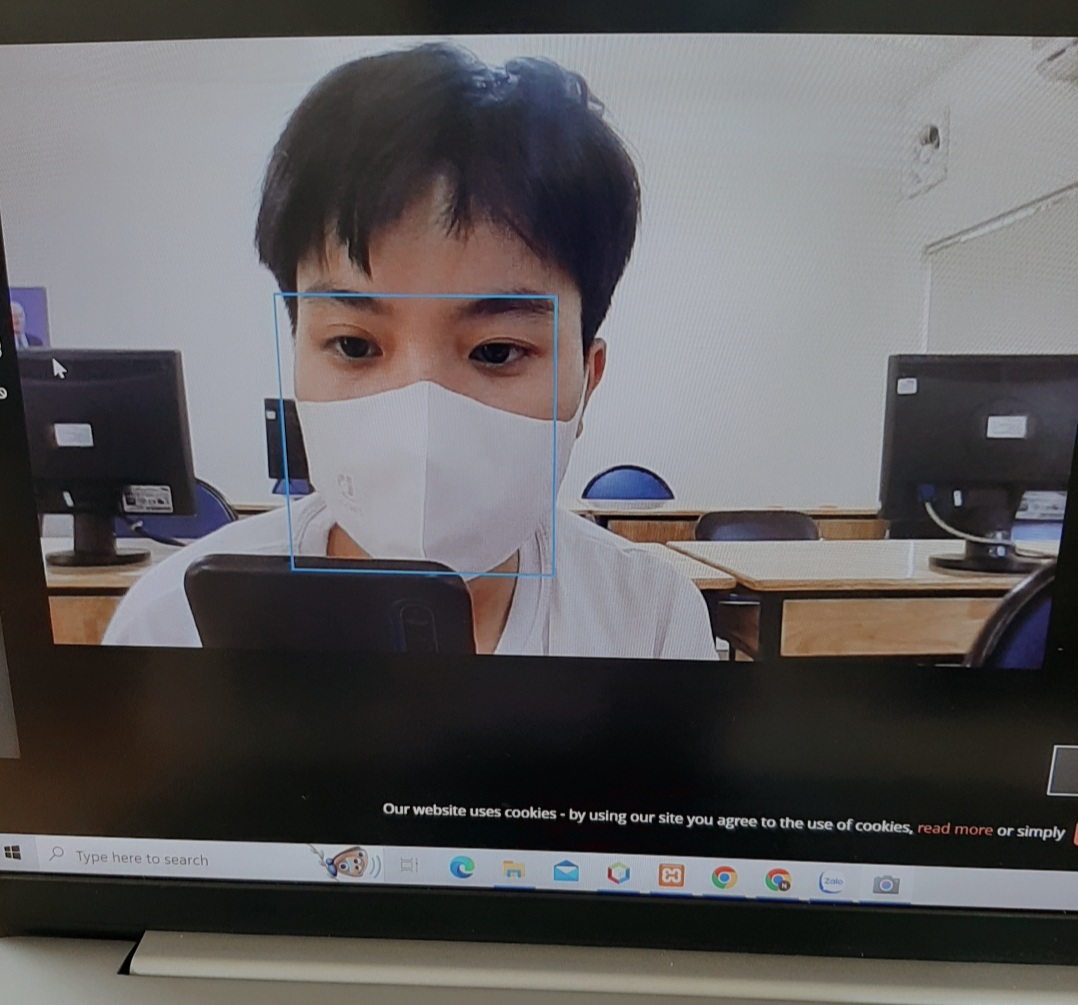 Our website uses cookies - by using our site you agree to the use of cookies, read more or simply
Type here to search
Zalo